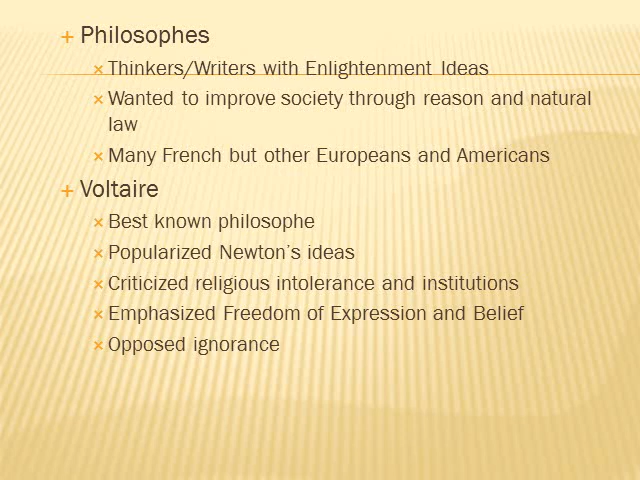 Philosophes
Thinkers/Writers with Enlightenment Ideas
Wanted to improve society through reason and natural
law
Many French but other Europeans and Americans
Voltaire
Best known philosophe
Popularized Newton's ideas
Criticized religious intolerance and institutions
Emphasized Freedom of Expression and Belief
Opposed ignorance